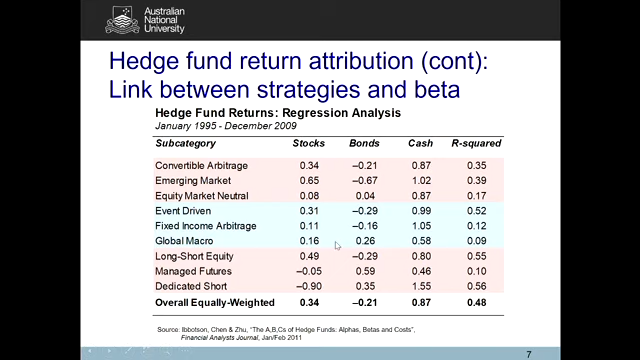 Australian
National
University
Hedge fund return attribution (cont):
Link between strategies and beta
Hedge Fund Returns: Regression Analysis
January 1995 - December 2009
Subcategory Stocks Bonds Cash R-squared
Convertible Arbitrage 0.34 –0.21 0.87 0.35
Emerging Market 0.65 –0.67 1.02 0.39
Equity Market Neutral 0.08 0.04 0.87 0.17
Event Driven 0.31 –0.29 0.99 0.52
Fixed Income Arbitrage 0.11 –0.16 1.05 0.12
Global Macro 0.16 0.26 0.58 0.09
Long-Short Equity 0.49 –0.29 0.80 0.55
Managed Futures –0.05 0.59 0.46 0.10
Dedicated Short –0.90 0.35 1.55 0.56
Overall Equally-Weighted 0.34 –0.21 0.87 0.48
Source: Ibbotson, Chen & Zhu, "The A,B,Cs of Hedge Funds: Alphas, Betas and Costs",
Financial Analysts Journal, Jan/Feb 2011
7